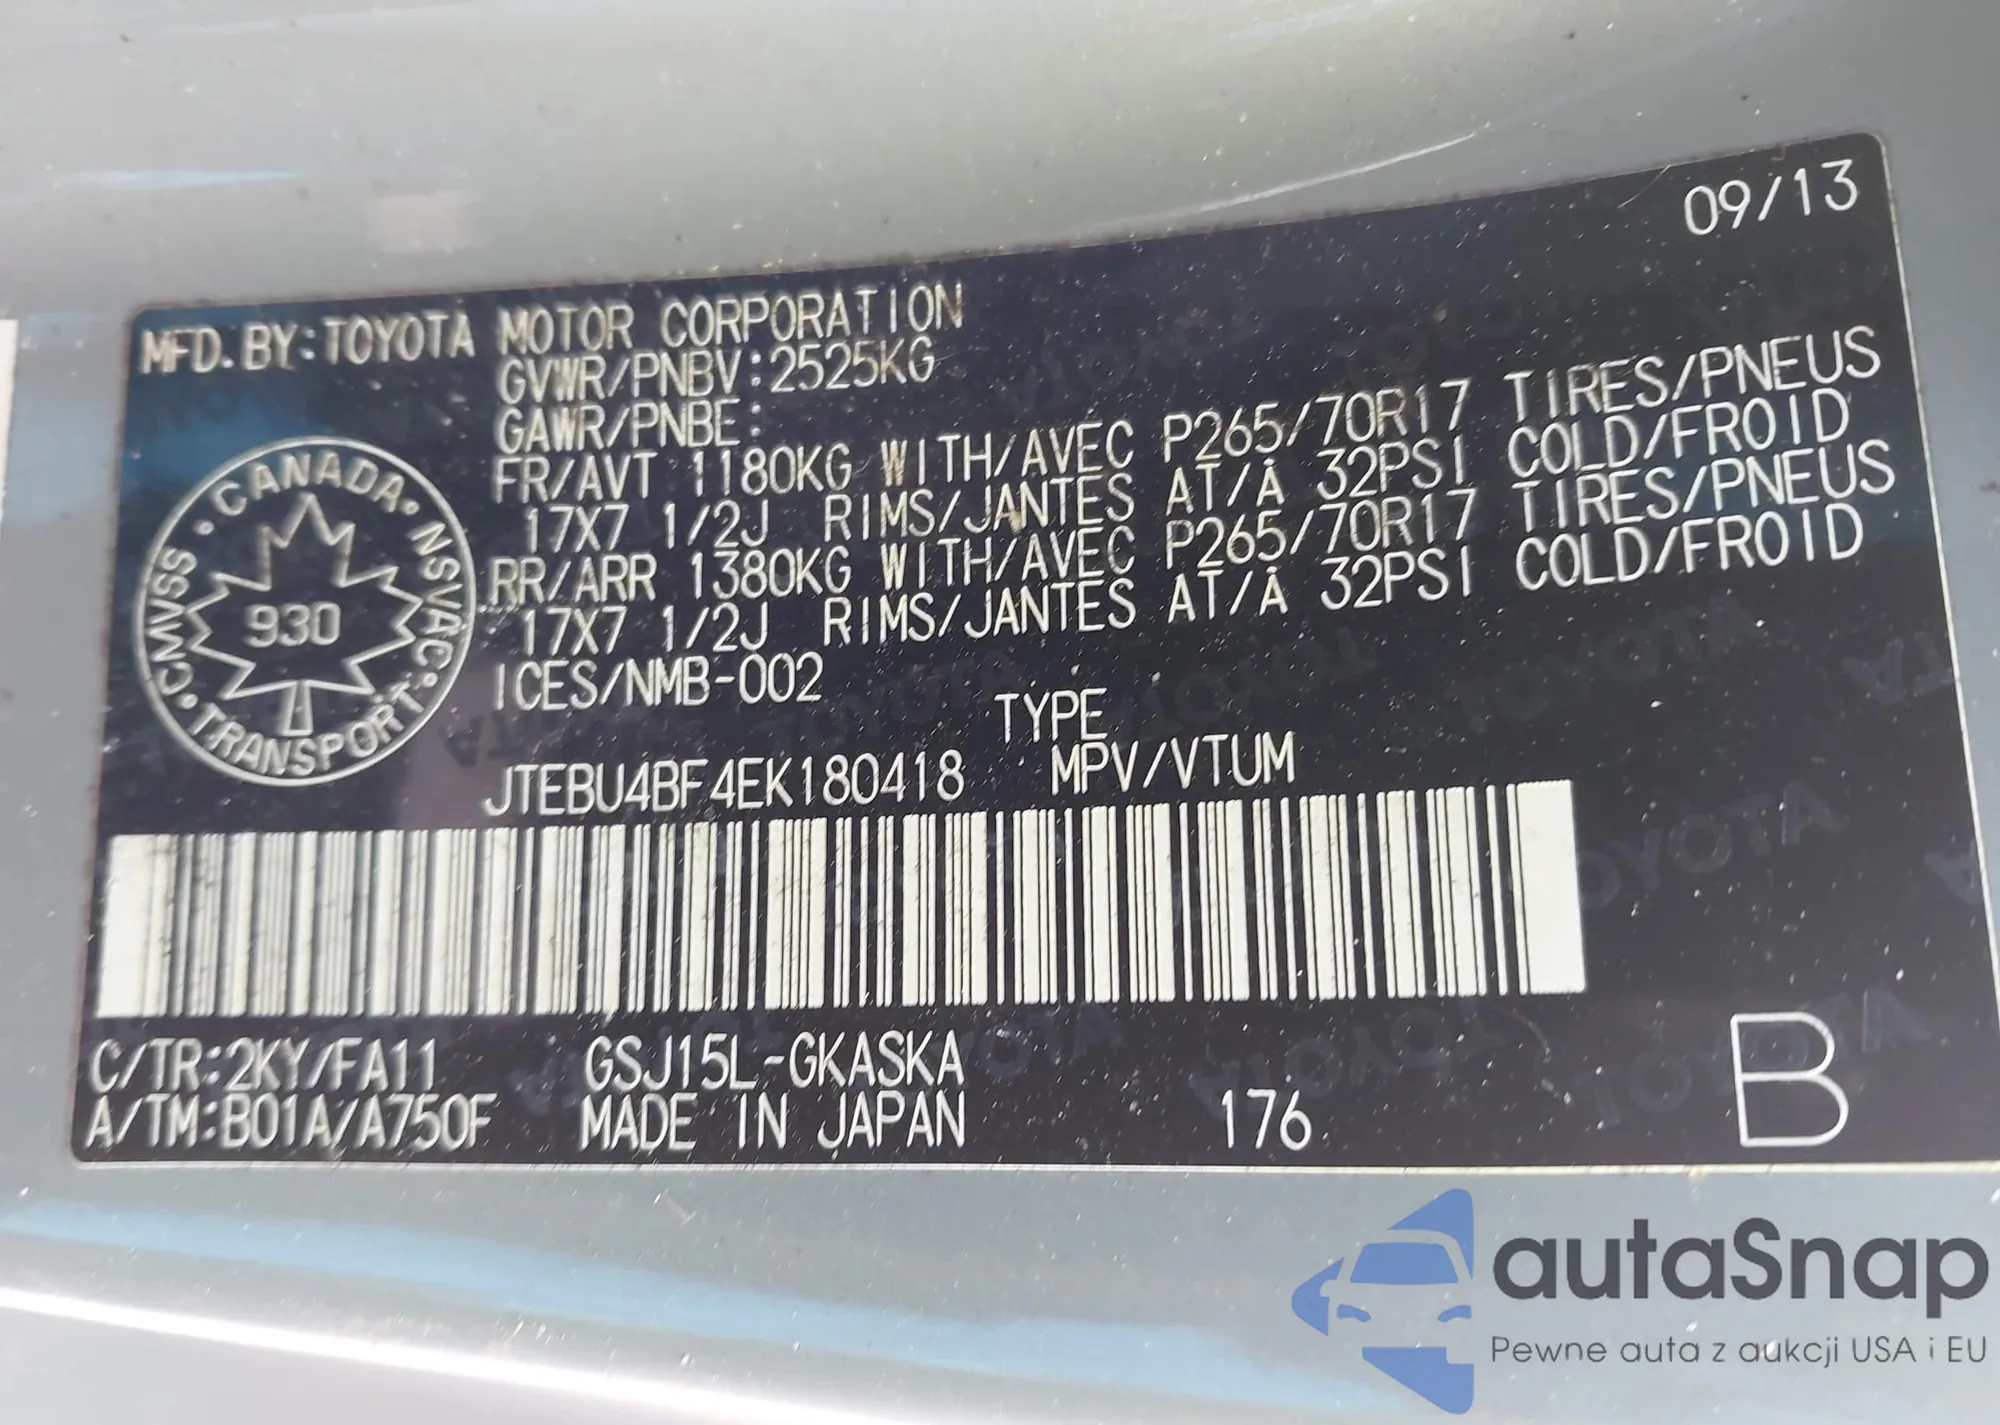 09/13
MFD.BY:TOYOTA MOTOR CORPORATION
GVWR/PNBV:2525KG
GAWR/PNBE:
FR/AVT 1180KG WITH/AVEC P265/70R17 TIRES/PNEUS
17X7 1/2J RIMS/JANTES AT/À 32PSI COLD/FROID
RR/ARR 1380KG WITH/AVEC P265/70R17 TIRES/PNEUS
17X7 1/2J RIMS/JANTES AT/À 32PSI COLD/FROID
ICES/NMB-002
CANADA · NSVAC · TRANSPORT · CMVSS
930
TYPE
JTEBU4BF4EK180418 MPV/VTUM
C/TR:2KY/FA11 GSJ15L-GKASKA
A/TM:B01A/A750F MADE IN JAPAN 176
B
autaSnap
Pewne auta z aukcji USA i EU